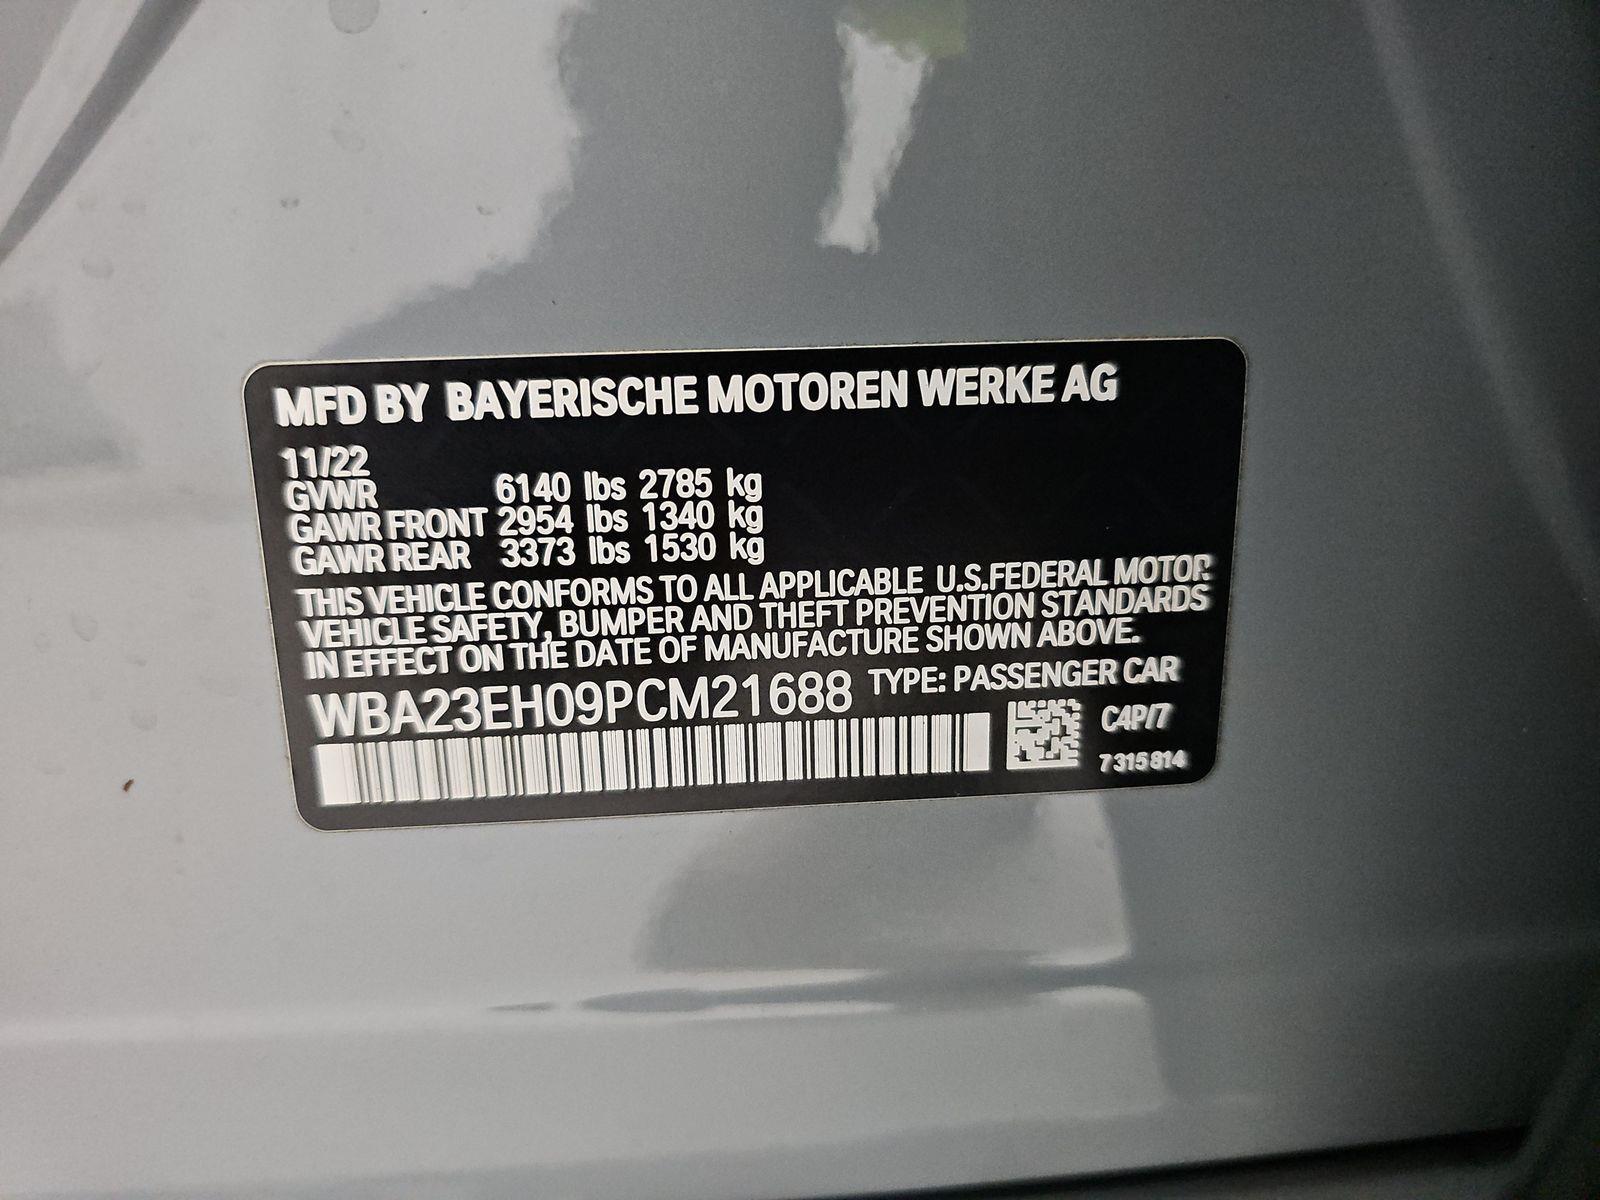 MFD BY BAYERISCHE MOTOREN WERKE AG
11/22
GVWR 6140 lbs 2785 kg
GAWR FRONT 2954 lbs 1340 kg
GAWR REAR 3373 lbs 1530 kg
THIS VEHICLE CONFORMS TO ALL APPLICABLE U.S.FEDERAL MOTOR
VEHICLE SAFETY, BUMPER AND THEFT PREVENTION STANDARDS
IN EFFECT ON THE DATE OF MANUFACTURE SHOWN ABOVE.
WBA23EH09PCM21688 TYPE: PASSENGER CAR
C4P/7
7315814